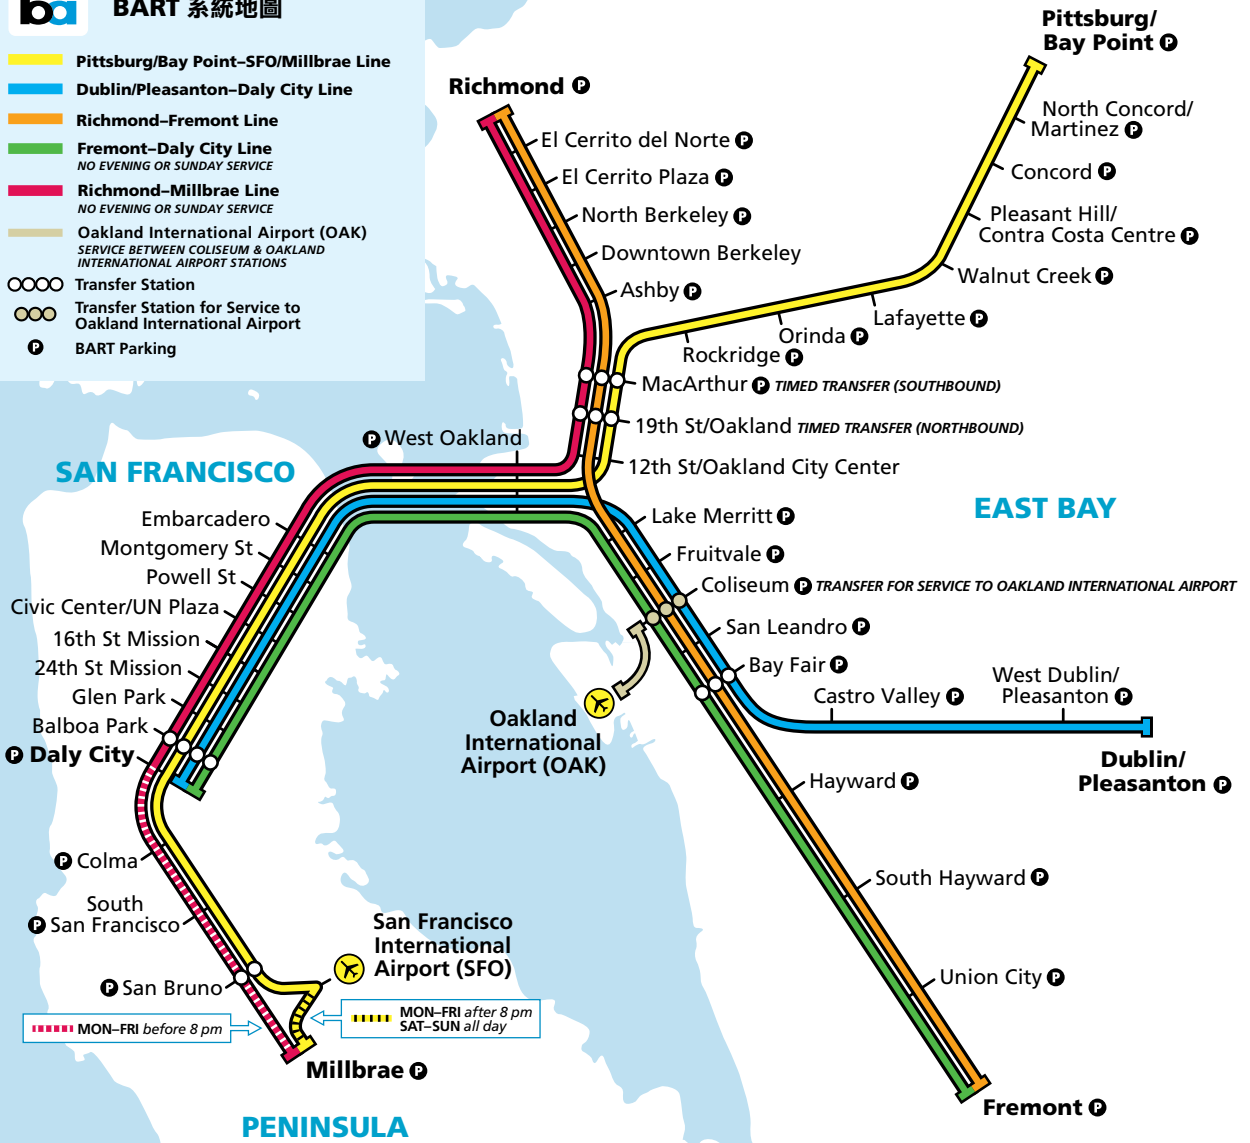 ba
BART 系統地圖
Pittsburg/Bay Point–SFO/Millbrae Line
Dublin/Pleasanton–Daly City Line
Richmond–Fremont Line
Fremont–Daly City Line
NO EVENING OR SUNDAY SERVICE
Richmond–Millbrae Line
NO EVENING OR SUNDAY SERVICE
Oakland International Airport (OAK)
SERVICE BETWEEN COLISEUM & OAKLAND
INTERNATIONAL AIRPORT STATIONS
Transfer Station
Transfer Station for Service to
Oakland International Airport
P BART Parking
Pittsburg/
Bay Point P
Richmond P
North Concord/
Martinez P
El Cerrito del Norte P
Concord P
El Cerrito Plaza P
Pleasant Hill/
Contra Costa Centre P
North Berkeley P
Downtown Berkeley
Walnut Creek P
Ashby P
Lafayette P
Orinda P
Rockridge P
MacArthur P TIMED TRANSFER (SOUTHBOUND)
19th St/Oakland TIMED TRANSFER (NORTHBOUND)
P West Oakland
12th St/Oakland City Center
SAN FRANCISCO
EAST BAY
Embarcadero
Montgomery St
Powell St
Civic Center/UN Plaza
16th St Mission
24th St Mission
Glen Park
Balboa Park
P Daly City
Lake Merritt P
Fruitvale P
Coliseum P TRANSFER FOR SERVICE TO OAKLAND INTERNATIONAL AIRPORT
San Leandro P
Bay Fair P
Castro Valley P
West Dublin/
Pleasanton P
Dublin/
Pleasanton P
Oakland
International
Airport (OAK)
Hayward P
South Hayward P
Union City P
Fremont P
P Colma
South
P San Francisco
San Francisco
International
Airport (SFO)
P San Bruno
MON–FRI before 8 pm
MON–FRI after 8 pm
SAT–SUN all day
Millbrae P
PENINSULA